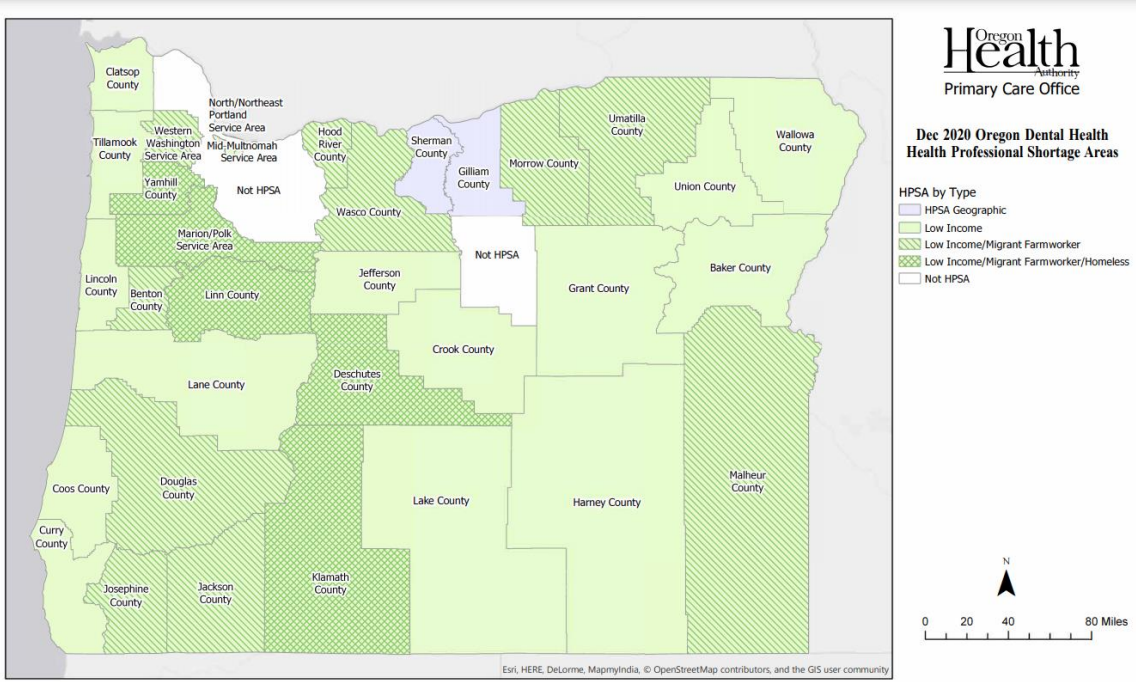 Clatsop
County
North/Northeast
Portland
Service Area
Western
Washington
Service Area
Mid-Multnomah
Service Area
Tillamook
County
Yamhill
County
Not HPSA
Hood
River
County
Sherman
County
Gilliam
County
Morrow County
Umatilla
County
Wallowa
County
Union County
Wasco County
Marion/Polk
Service Area
Not HPSA
Lincoln
County
Benton
County
Linn County
Jefferson
County
Grant County
Baker County
Crook County
Lane County
Deschutes
County
Coos County
Douglas
County
Lake County
Harney County
Malheur
County
Curry
County
Josephine
County
Jackson
County
Klamath
County
Esri, HERE, DeLorme, MapmyIndia, © OpenStreetMap contributors, and the GIS user community
Oregon
Health
Authority
Primary Care Office
Dec 2020 Oregon Dental Health
Health Professional Shortage Areas
HPSA by Type
HPSA Geographic
Low Income
Low Income/Migrant Farmworker
Low Income/Migrant Farmworker/Homeless
Not HPSA
N
0 20 40 80 Miles